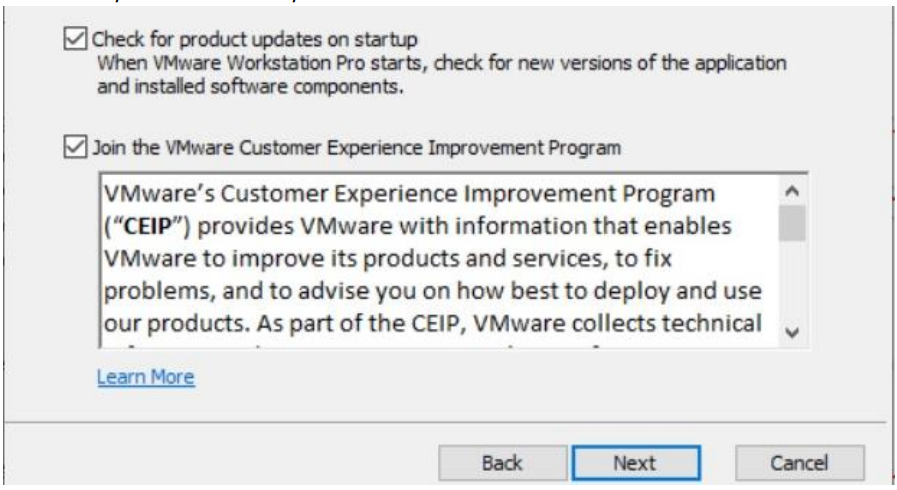 Check for product updates on startup
When VMware Workstation Pro starts, check for new versions of the application
and installed software components.
Join the VMware Customer Experience Improvement Program
VMware's Customer Experience Improvement Program
("CEIP") provides VMware with information that enables
VMware to improve its products and services, to fix
problems, and to advise you on how best to deploy and use
our products. As part of the CEIP, VMware collects technical
Learn More
Back Next Cancel